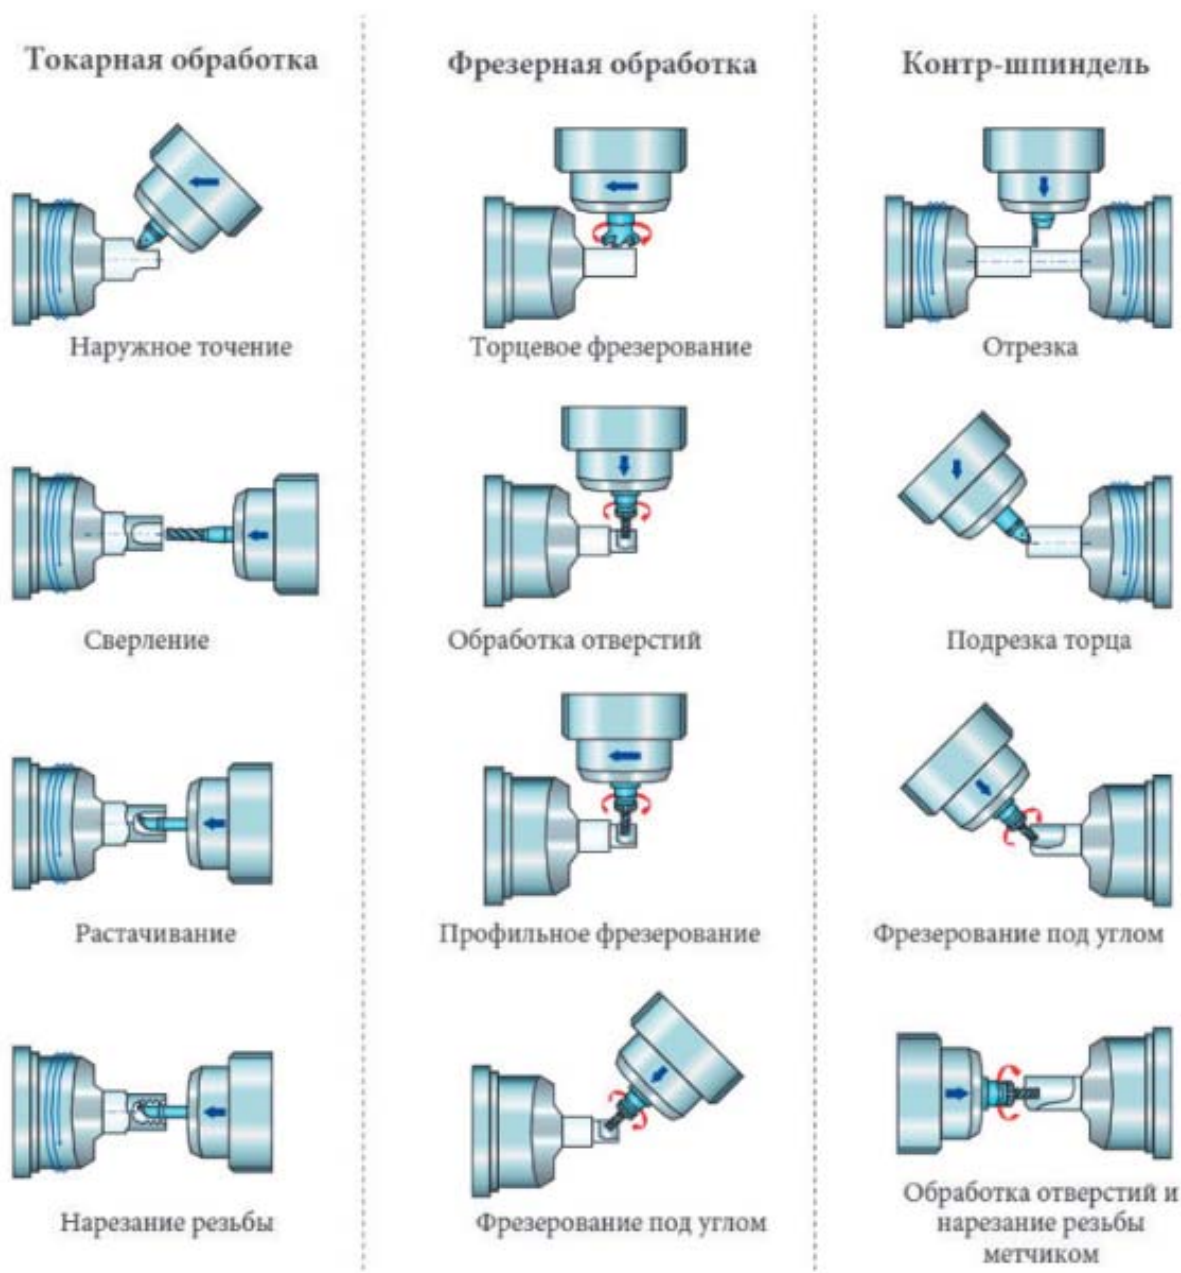 Токарная обработка
Наружное точение
Сверление
Растачивание
Нарезание резьбы
Фрезерная обработка
Торцевое фрезерование
Обработка отверстий
Профильное фрезерование
Фрезерование под углом
Контр-шпиндель
Отрезка
Подрезка торца
Фрезерование под углом
Обработка отверстий и
нарезание резьбы
метчиком